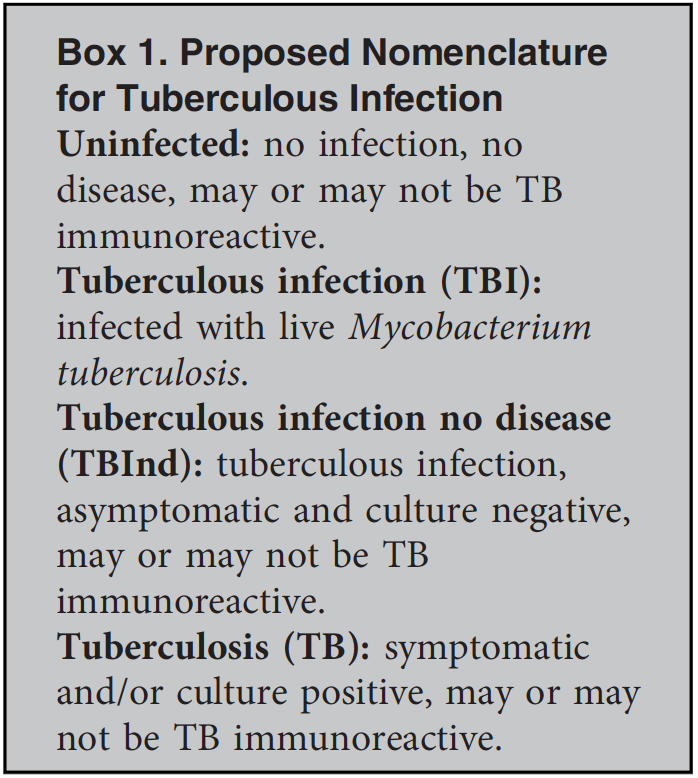 Box 1. Proposed Nomenclature
for Tuberculous Infection
Uninfected: no infection, no
disease, may or may not be TB
immunoreactive.
Tuberculous infection (TBI):
infected with live Mycobacterium
tuberculosis.
Tuberculous infection no disease
(TBInd): tuberculous infection,
asymptomatic and culture negative,
may or may not be TB
immunoreactive.
Tuberculosis (TB): symptomatic
and/or culture positive, may or may
not be TB immunoreactive.